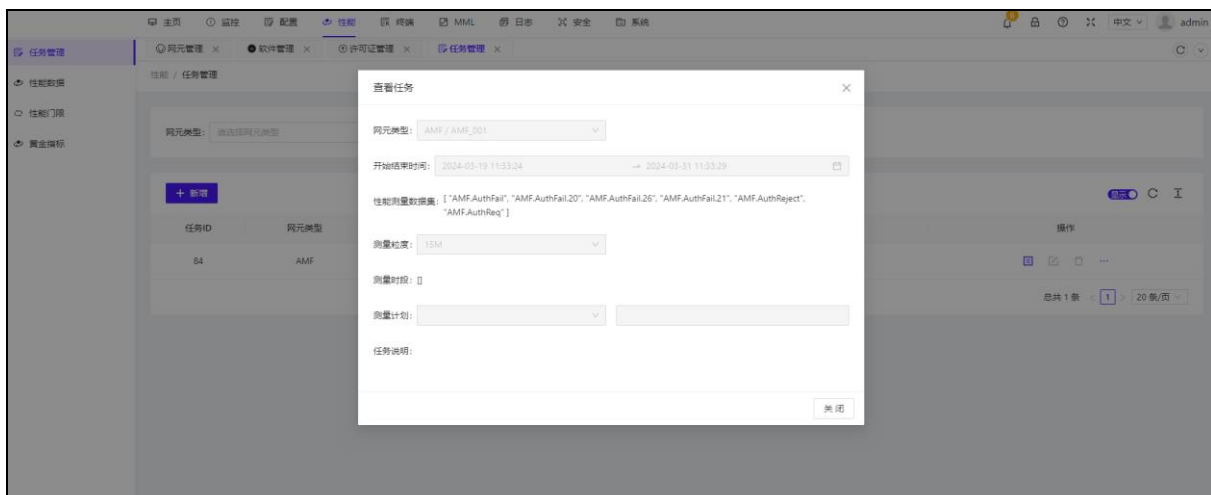 主页 监控 配置 性能 终端 MML 日志 安全 系统 中文 admin
任务管理 网元管理 软件管理 许可证管理 任务管理
性能数据 性能 / 任务管理
性能门限
黄金指标
网元类型: 请选择网元类型
查看任务
网元类型: AMF / AMF_001
开始结束时间: 2024-03-19 11:33:24 → 2024-03-31 11:33:29
性能测量数据集: [ "AMF.AuthFail", "AMF.AuthFail.20", "AMF.AuthFail.26", "AMF.AuthFail.21", "AMF.AuthReject",
"AMF.AuthReq" ]
测量粒度: 15M
测量时段: []
测量计划:
任务说明:
关闭
+ 新增 显示
任务ID 网元类型 操作
84 AMF
总共 1 条 < 1 > 20 条/页